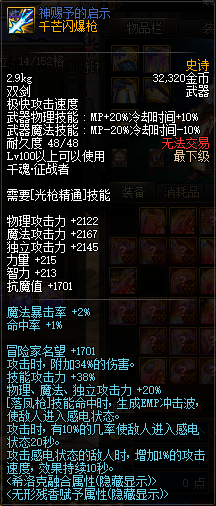 神赐予的启示
千芒闪爆枪
史诗
2.9kg 32,320金币
双剑 武器
极快攻击速度
武器物理技能：MP+20%冷却时间+10%
武器魔法技能：MP-20%冷却时间-10%
耐久度 48/48 无法交易
Lv100以上可以使用 最下级
千魂·征战者
需要[光枪精通]技能
物理攻击力 +2122
魔法攻击力 +2167
独立攻击力 +2145
力量 +215
智力 +213
抗魔值 +1701
魔法暴击率 +2%
命中率 +1%
冒险家名望 +1701
攻击时，附加34%的伤害。
技能攻击力 +38%
物理、魔法、独立攻击力 +20%
[落凤枪]技能命中时，生成EMP冲击波，
使敌人进入感电状态。
攻击时，有10%的几率使敌人进入感电
状态20秒。
攻击感电状态的敌人时，增加1%的攻击
速度，效果持续10秒。
<希洛克融合属性(隐藏显示)>
<无形残香赋予属性(隐藏显示)>